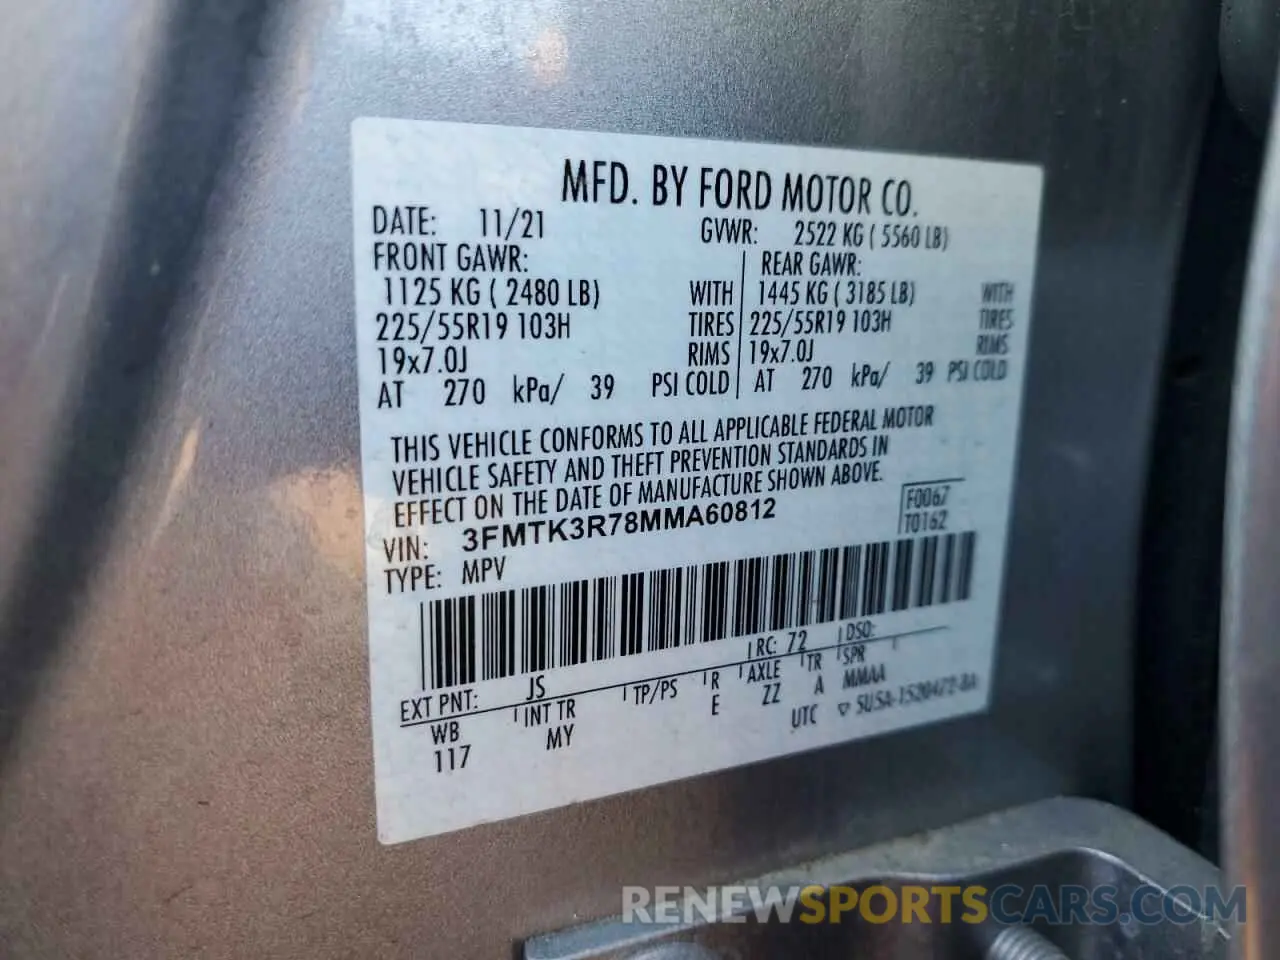 MFD. BY FORD MOTOR CO.
DATE: 11/21 GVWR: 2522 KG ( 5560 LB)
FRONT GAWR: REAR GAWR:
1125 KG ( 2480 LB) WITH 1445 KG ( 3185 LB) WITH
225/55R19 103H TIRES 225/55R19 103H TIRES
19x7.0J RIMS 19x7.0J RIMS
AT 270 kPa/ 39 PSI COLD AT 270 kPa/ 39 PSI COLD
THIS VEHICLE CONFORMS TO ALL APPLICABLE FEDERAL MOTOR
VEHICLE SAFETY AND THEFT PREVENTION STANDARDS IN
EFFECT ON THE DATE OF MANUFACTURE SHOWN ABOVE.
VIN: 3FMTK3R78MMA60812
F0067
T0162
TYPE: MPV
EXT PNT: JS RC: 72 DSO:
WB INT TR TP/PS R AXLE TR SPR
117 MY E ZZ A MMAA
UTC ▽ SU5A-1520472-BA
RENEWSPORTSCARS.COM